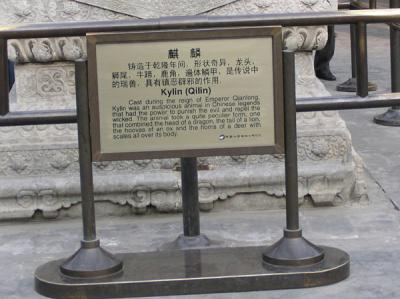 麒 麟
铸造于乾隆年间，形状奇异，龙头，
狮尾，牛蹄，鹿角，遍体鳞甲，是传说中
的瑞兽，具有镇恶辟邪的作用。
Kylin (Qilin)
Cast during the reign of Emperor Qianlong,
Kylin was an auspicious animal in Chinese legends
that had the power to punish the evil and repel the
wicked. The animal took a quite peculiar form, one
that combined the head of a dragon, the tail of a lion,
the hooves of an ox and the horns of a deer with
scales all over its body.